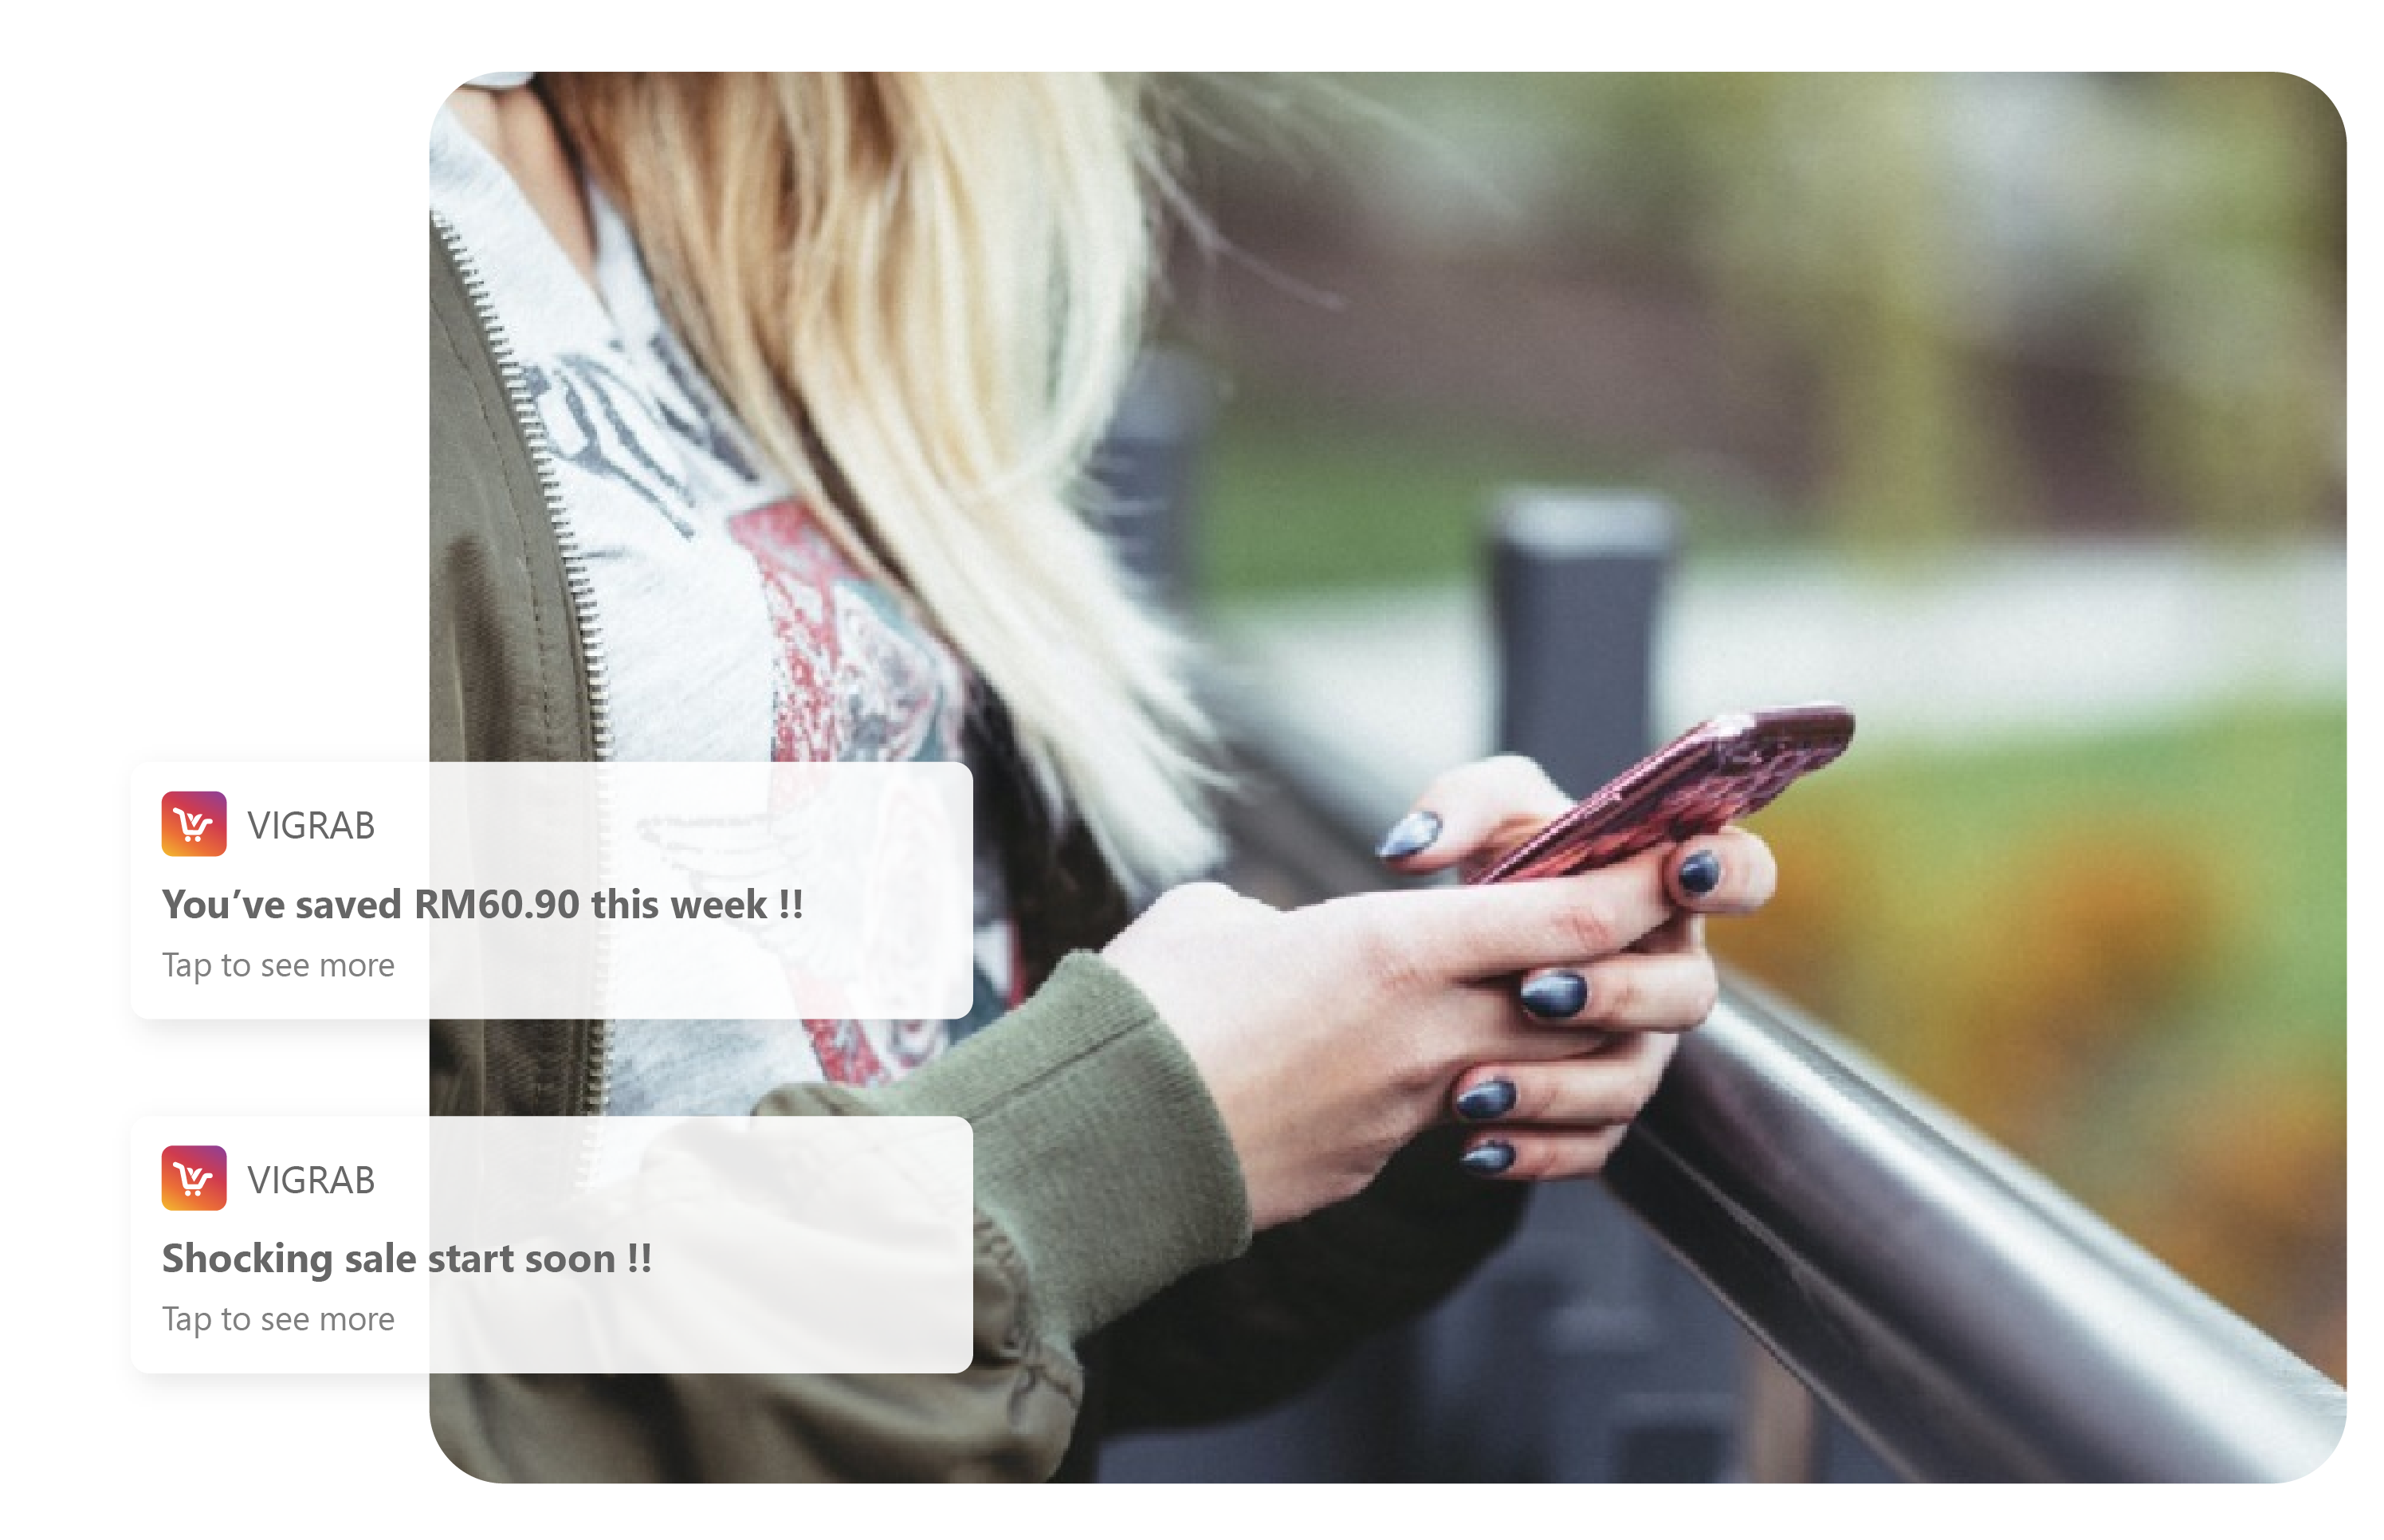 VIGRAB
You’ve saved RM60.90 this week !!
Tap to see more
VIGRAB
Shocking sale start soon !!
Tap to see more